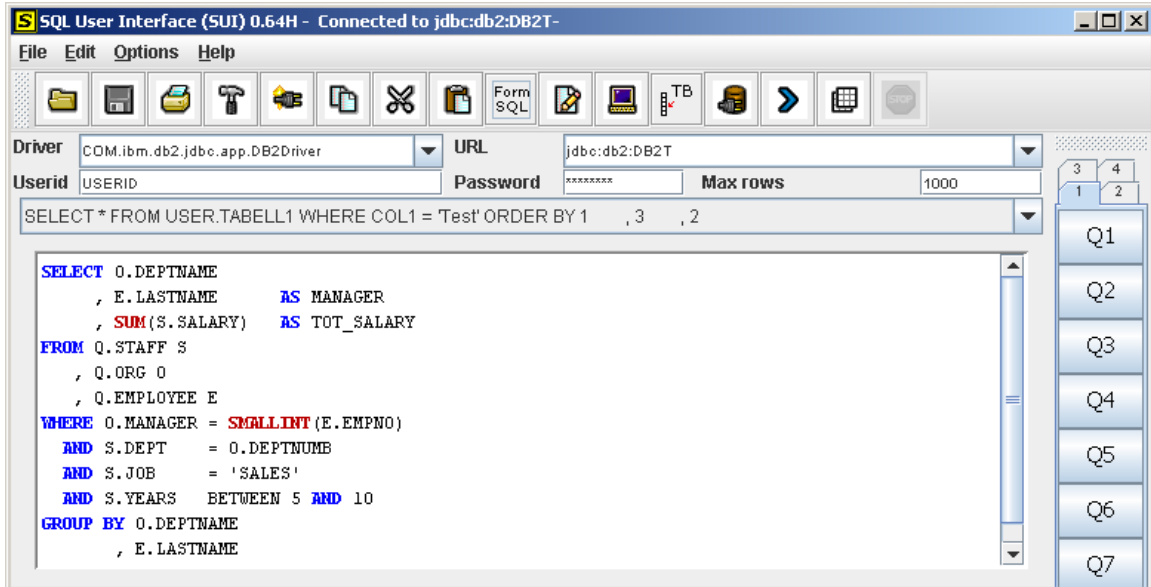 S SQL User Interface (SUI) 0.64H - Connected to jdbc:db2:DB2T-
File Edit Options Help
Form
SQL
TB
STOP
Driver COM.ibm.db2.jdbc.app.DB2Driver URL jdbc:db2:DB2T
Userid USERID Password ******** Max rows 1000
3 4
1 2
SELECT * FROM USER.TABELL1 WHERE COL1 = 'Test' ORDER BY 1 , 3 , 2
SELECT O.DEPTNAME
, E.LASTNAME AS MANAGER
, SUM(S.SALARY) AS TOT_SALARY
FROM Q.STAFF S
, Q.ORG O
, Q.EMPLOYEE E
WHERE O.MANAGER = SMALLINT(E.EMPNO)
AND S.DEPT = O.DEPTNUMB
AND S.JOB = 'SALES'
AND S.YEARS BETWEEN 5 AND 10
GROUP BY O.DEPTNAME
, E.LASTNAME
Q1
Q2
Q3
Q4
Q5
Q6
Q7